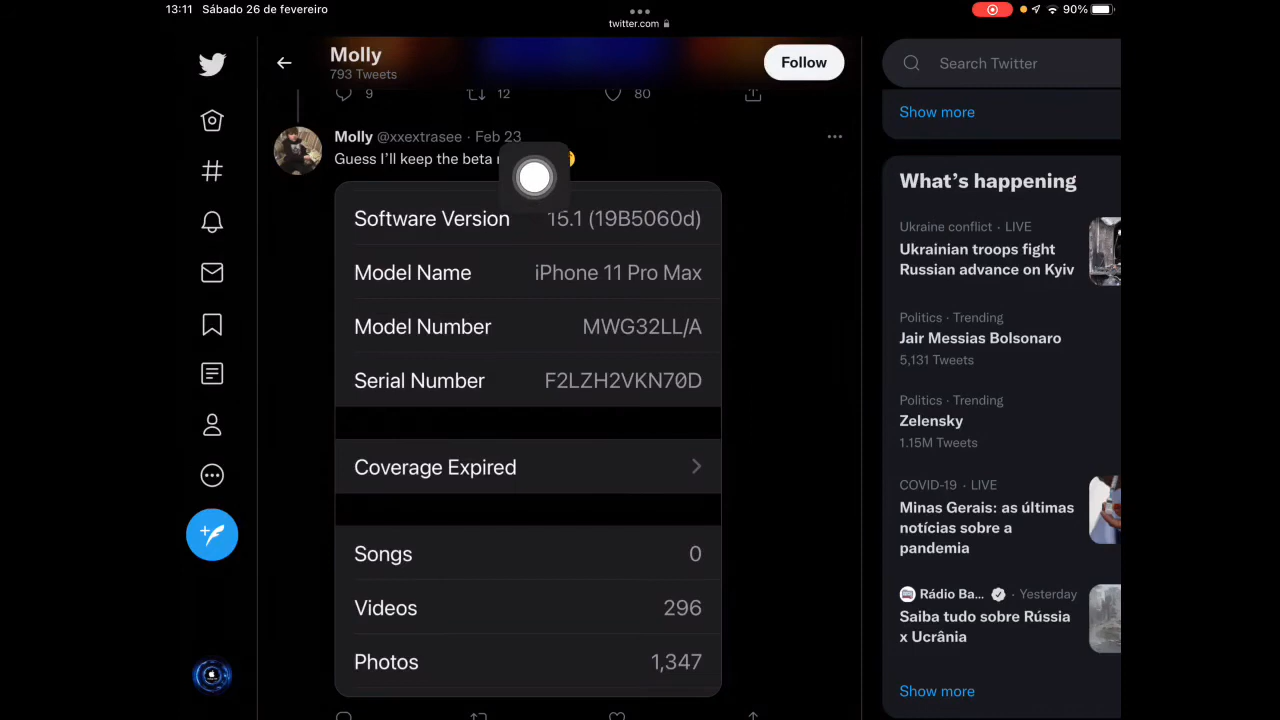 13:11 Sábado 26 de fevereiro
twitter.com
90%
Molly
793 Tweets
Follow
9 12 80
Molly @xxextrasee · Feb 23
Guess I’ll keep the beta
Software Version 15.1 (19B5060d)
Model Name iPhone 11 Pro Max
Model Number MWG32LL/A
Serial Number F2LZH2VKN70D
Coverage Expired
Songs 0
Videos 296
Photos 1,347
Search Twitter
Show more
What’s happening
Ukraine conflict · LIVE
Ukrainian troops fight
Russian advance on Kyiv
Politics · Trending
Jair Messias Bolsonaro
5,131 Tweets
Politics · Trending
Zelensky
1.15M Tweets
COVID-19 · LIVE
Minas Gerais: as últimas
notícias sobre a
pandemia
Rádio Ba... · Yesterday
Saiba tudo sobre Rússia
x Ucrânia
Show more